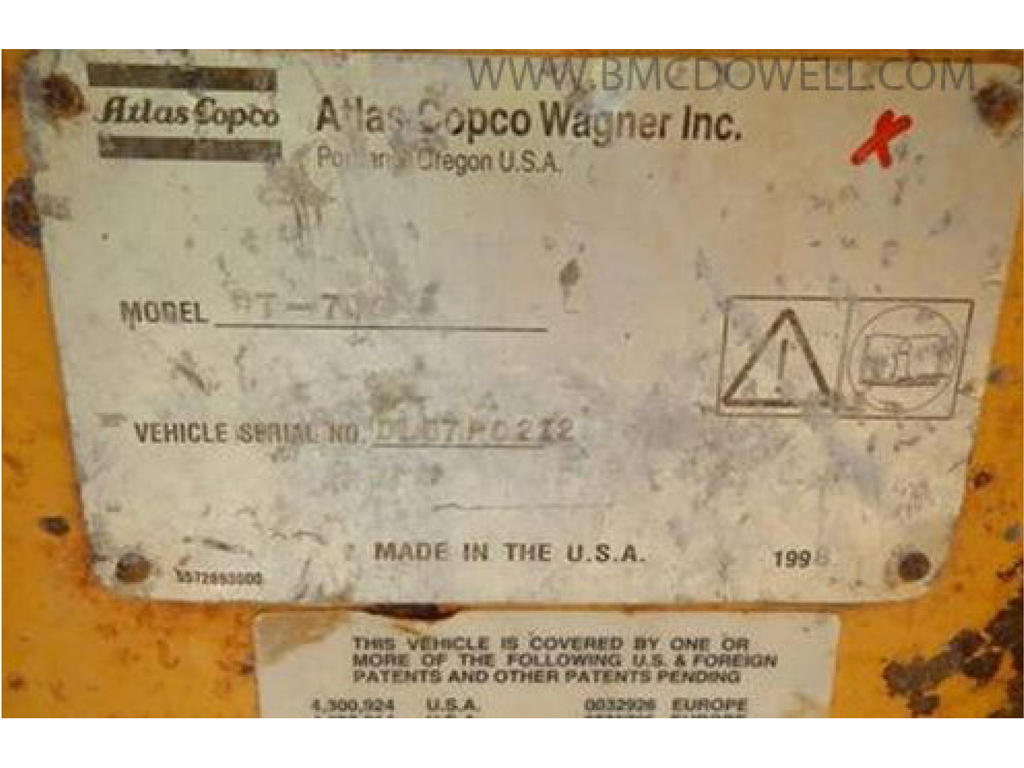 WWW.BMCDOWELL.COM
Atlas Copco
Atlas Copco Wagner Inc.
Portland Oregon U.S.A.
MODEL
VEHICLE SERIAL NO.
MADE IN THE U.S.A. 1998
5572693000
THIS VEHICLE IS COVERED BY ONE OR
MORE OF THE FOLLOWING U.S. & FOREIGN
PATENTS AND OTHER PATENTS PENDING
4,300,924 U.S.A. 0032926 EUROPE